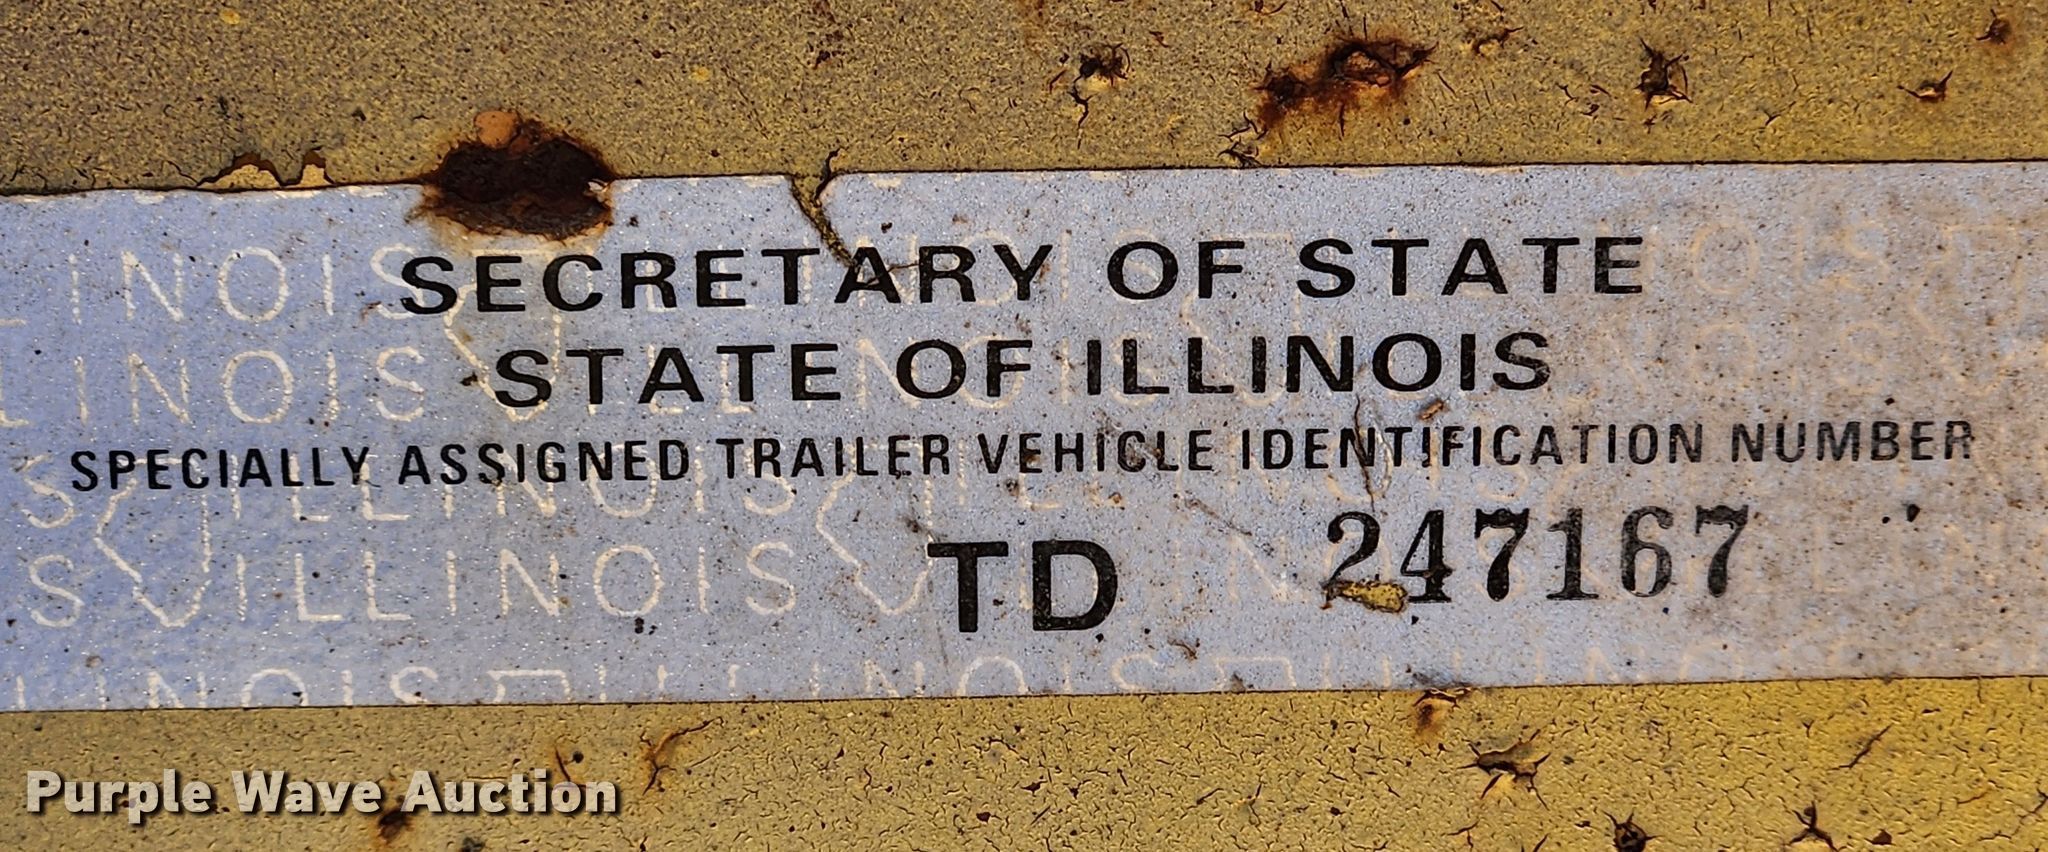 SECRETARY OF STATE
STATE OF ILLINOIS
SPECIALLY ASSIGNED TRAILER VEHICLE IDENTIFICATION NUMBER
TD 247167
Purple Wave Auction